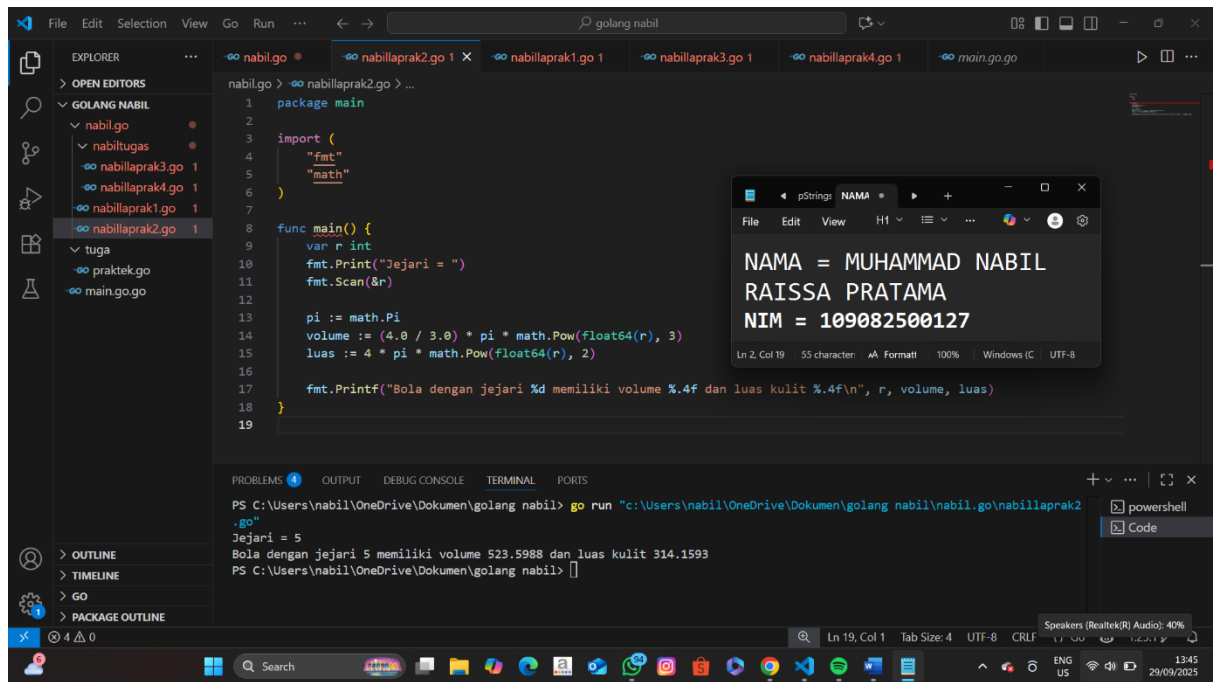 File Edit Selection View Go Run ... golang nabil
EXPLORER ...
OPEN EDITORS
GOLANG NABIL
nabil.go
nabiltugas
nabillaprak3.go 1
nabillaprak4.go 1
nabillaprak1.go 1
nabillaprak2.go 1
tuga
praktek.go
main.go.go
OUTLINE
TIMELINE
GO
PACKAGE OUTLINE
nabil.go nabillaprak2.go 1 nabillaprak1.go 1 nabillaprak3.go 1 nabillaprak4.go 1 main.go.go
nabil.go > nabillaprak2.go > ...
1 package main
2
3 import (
4 "fmt"
5 "math"
6 )
7
8 func main() {
9 var r int
10 fmt.Print("Jejari = ")
11 fmt.Scan(&r)
12
13 pi := math.Pi
14 volume := (4.0 / 3.0) * pi * math.Pow(float64(r), 3)
15 luas := 4 * pi * math.Pow(float64(r), 2)
16
17 fmt.Printf("Bola dengan jejari %d memiliki volume %.4f dan luas kulit %.4f\n", r, volume, luas)
18 }
19
pStrings NAMA
File Edit View H1 ...
NAMA = MUHAMMAD NABIL
RAISSA PRATAMA
NIM = 109082500127
Ln 2, Col 19 55 character: Formatt 100% Windows (C UTF-8
PROBLEMS 4 OUTPUT DEBUG CONSOLE TERMINAL PORTS
PS C:\Users\nabil\OneDrive\Dokumen\golang nabil> go run "c:\Users\nabil\OneDrive\Dokumen\golang nabil\nabil.go\nabillaprak2
.go"
Jejari = 5
Bola dengan jejari 5 memiliki volume 523.5988 dan luas kulit 314.1593
PS C:\Users\nabil\OneDrive\Dokumen\golang nabil>
powershell
Code
Speakers (Realtek(R) Audio): 40%
4 0 Ln 19, Col 1 Tab Size: 4 UTF-8 CRLF
Search
ENG
US
13:45
29/09/2025